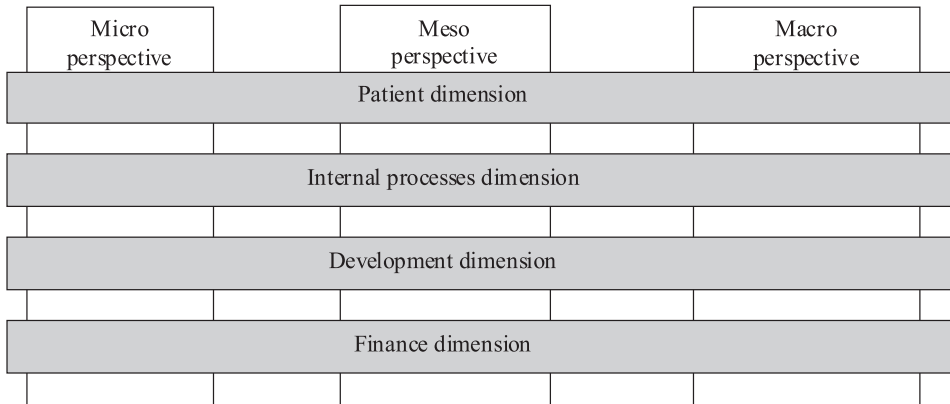 Micro
perspective
Meso
perspective
Macro
perspective
Patient dimension
Internal processes dimension
Development dimension
Finance dimension